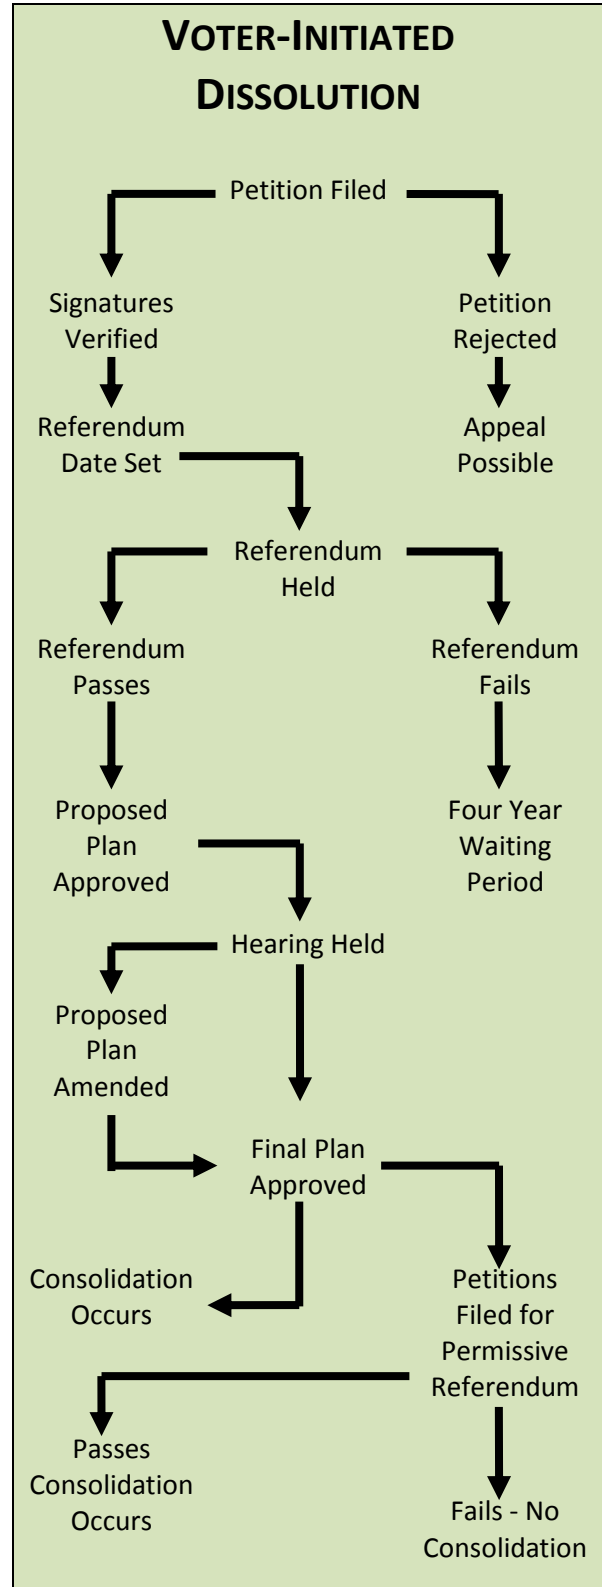 VOTER-INITIATED
DISSOLUTION
Petition Filed
Signatures
Verified
Petition
Rejected
Referendum
Date Set
Appeal
Possible
Referendum
Held
Referendum
Passes
Referendum
Fails
Proposed
Plan
Approved
Four Year
Waiting
Period
Hearing Held
Proposed
Plan
Amended
Final Plan
Approved
Consolidation
Occurs
Petitions
Filed for
Permissive
Referendum
Passes
Consolidation
Occurs
Fails - No
Consolidation